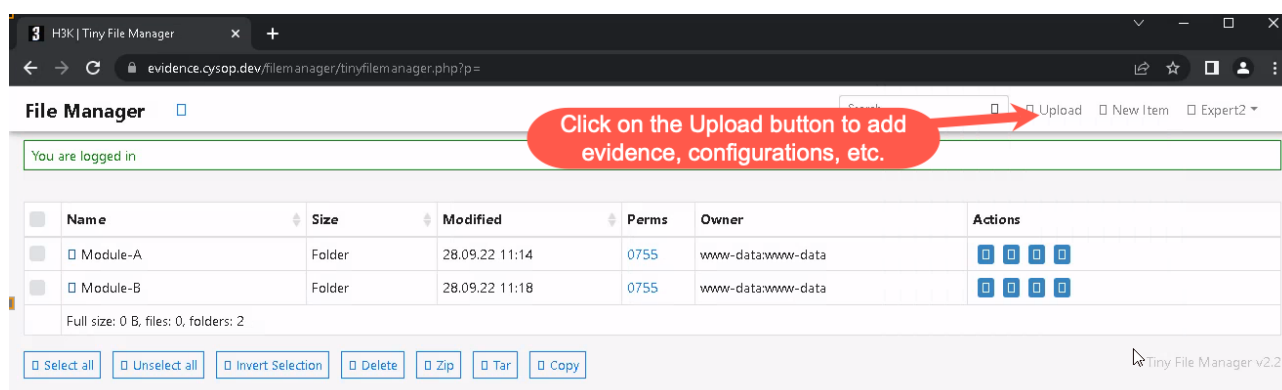 H3K | Tiny File Manager
evidence.cysop.dev/filemanager/tinyfilemanager.php?p=
File Manager
Upload New Item Expert2
Click on the Upload button to add
evidence, configurations, etc.
You are logged in
Name Size Modified Perms Owner Actions
Module-A Folder 28.09.22 11:14 0755 www-data:www-data
Module-B Folder 28.09.22 11:18 0755 www-data:www-data
Full size: 0 B, files: 0, folders: 2
Select all Unselect all Invert Selection Delete Zip Tar Copy
Tiny File Manager v2.2